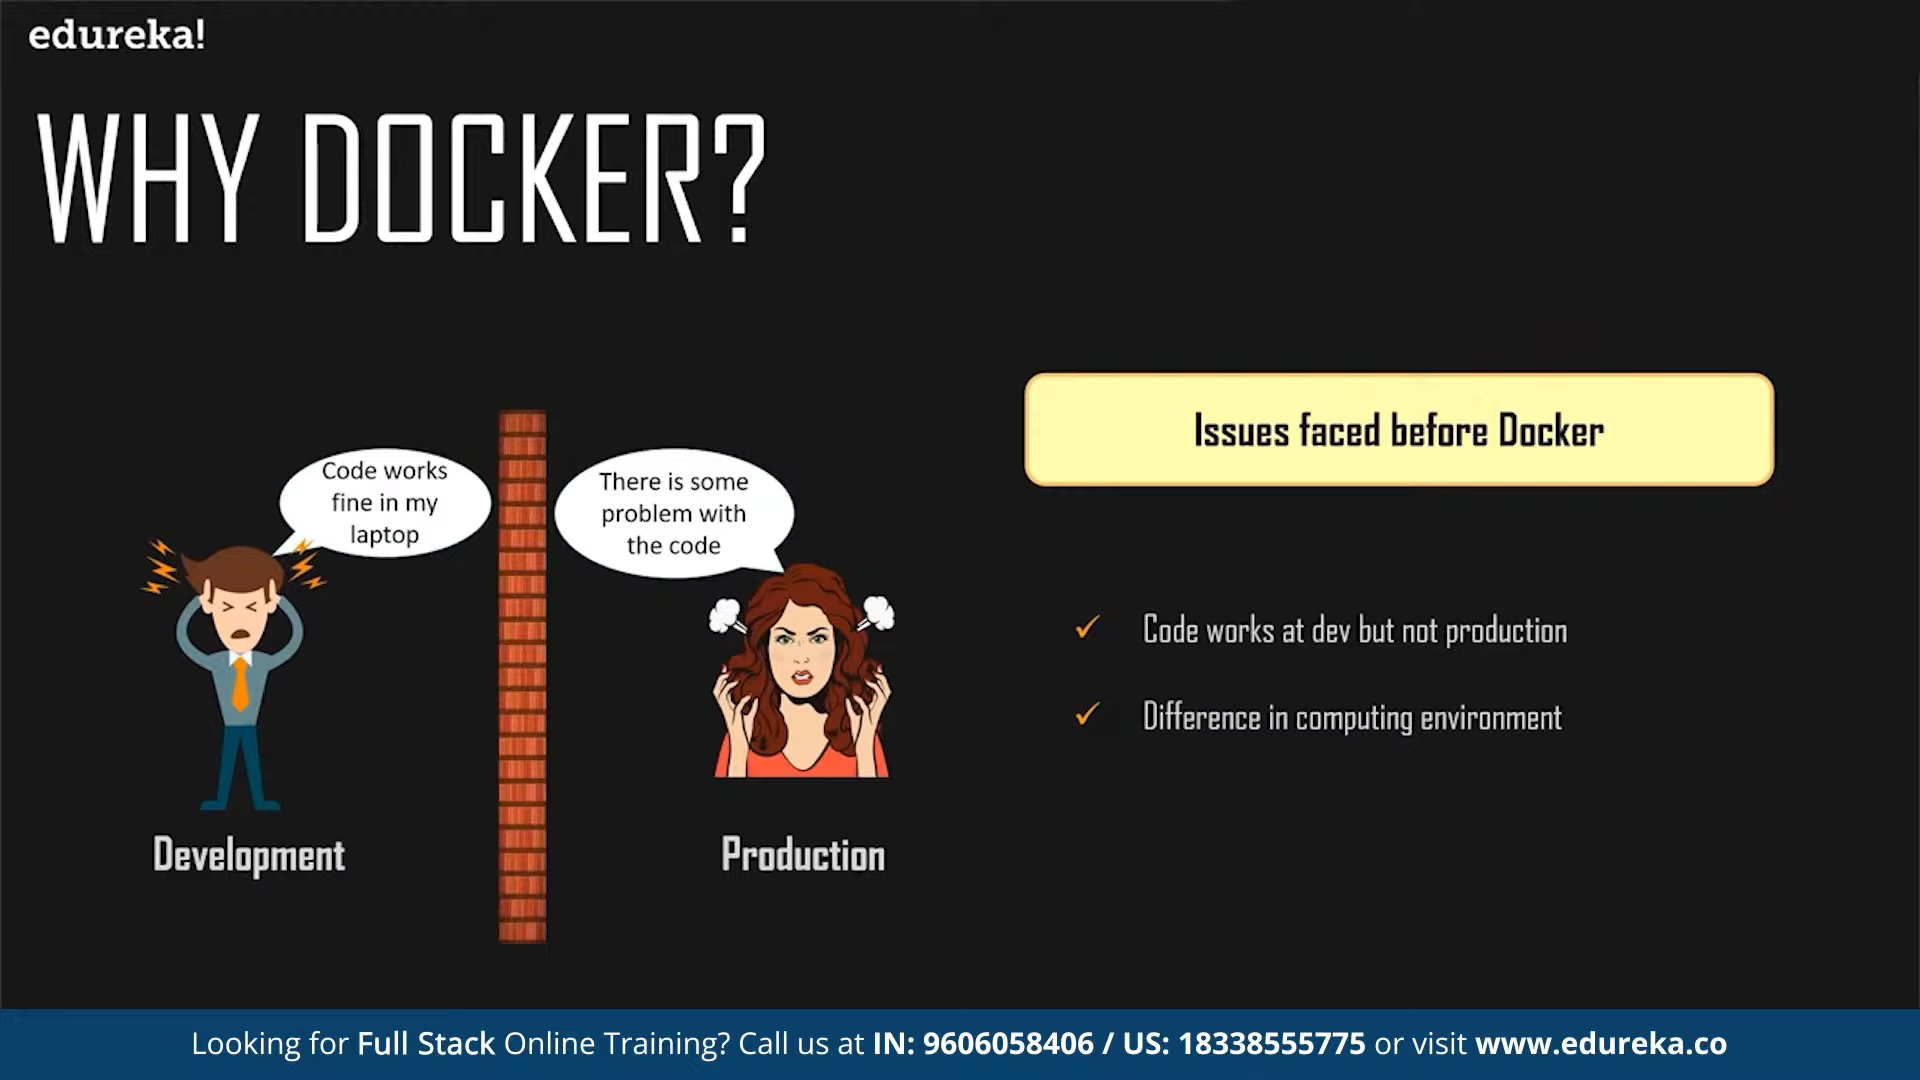 edureka!
WHY DOCKER?
Code works
fine in my
laptop
There is some
problem with
the code
Development
Production
Issues faced before Docker
Code works at dev but not production
Difference in computing environment
Looking for Full Stack Online Training? Call us at IN: 9606058406 / US: 18338555775 or visit www.edureka.co